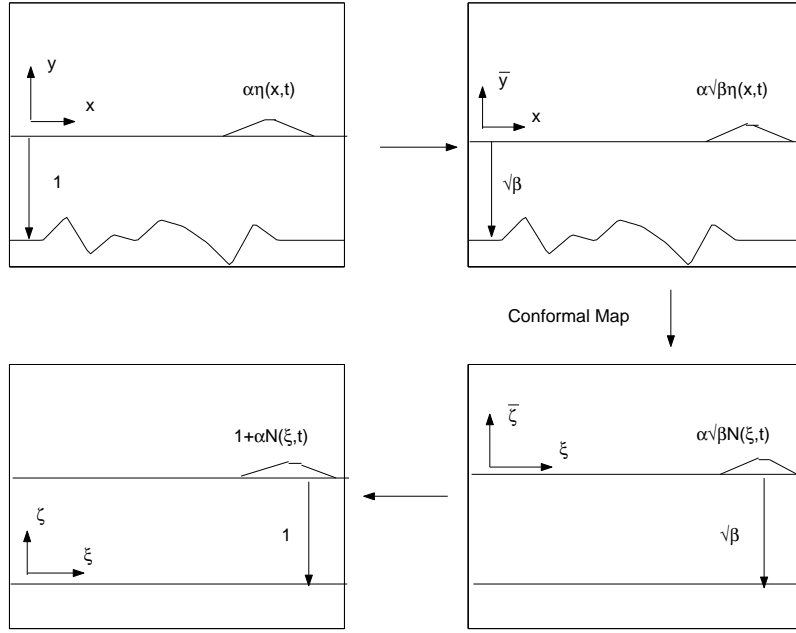 y
x
αη(x,t)
1
y̅
x
α√βη(x,t)
√β
Conformal Map
1+αN(ξ,t)
ζ
ξ
1
ζ̅
ξ
α√βN(ξ,t)
√β